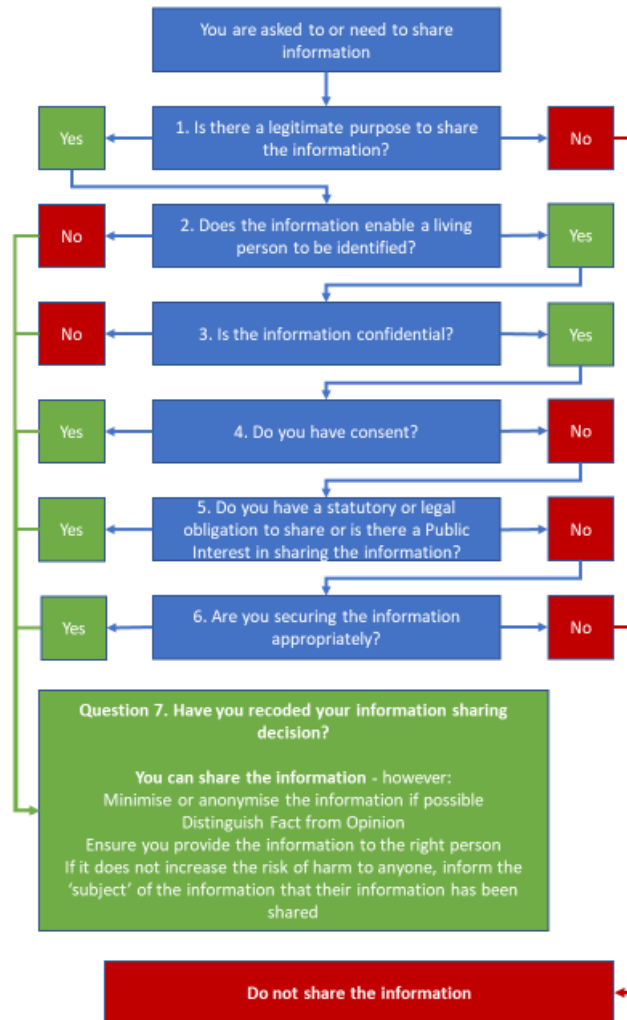 You are asked to or need to share
information
Yes
1. Is there a legitimate purpose to share
the information?
No
No
2. Does the information enable a living
person to be identified?
Yes
No
3. Is the information confidential?
Yes
Yes
4. Do you have consent?
No
Yes
5. Do you have a statutory or legal
obligation to share or is there a Public
Interest in sharing the information?
No
Yes
6. Are you securing the information
appropriately?
No
Question 7. Have you recoded your information sharing
decision?
You can share the information - however:
Minimise or anonymise the information if possible
Distinguish Fact from Opinion
Ensure you provide the information to the right person
If it does not increase the risk of harm to anyone, inform the
‘subject’ of the information that their information has been
shared
Do not share the information